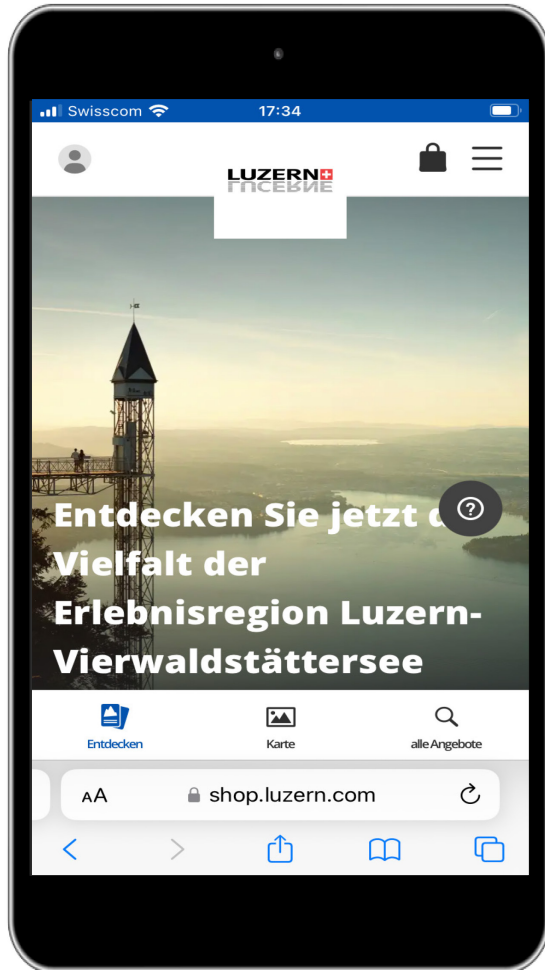 Swisscom 17:34
LUZERN
LUCERNE
Entdecken Sie jetzt
Vielfalt der
Erlebnisregion Luzern-
Vierwaldstättersee
Entdecken Karte alle Angebote
AA shop.luzern.com